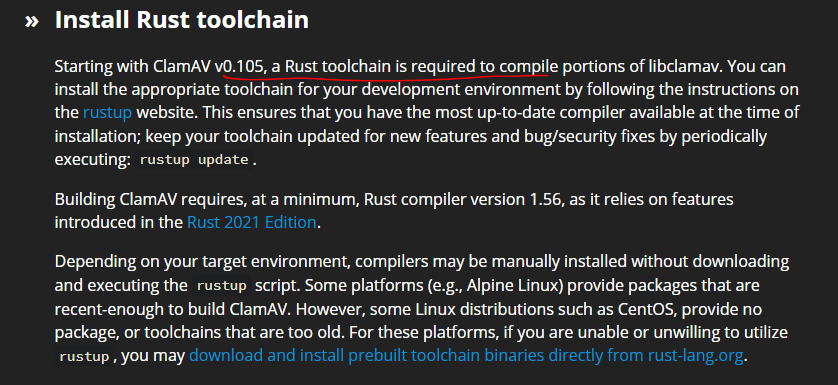 » Install Rust toolchain
Starting with ClamAV v0.105, a Rust toolchain is required to compile portions of libclamav. You can
install the appropriate toolchain for your development environment by following the instructions on
the rustup website. This ensures that you have the most up-to-date compiler available at the time of
installation; keep your toolchain updated for new features and bug/security fixes by periodically
executing: rustup update.
Building ClamAV requires, at a minimum, Rust compiler version 1.56, as it relies on features
introduced in the Rust 2021 Edition.
Depending on your target environment, compilers may be manually installed without downloading
and executing the rustup script. Some platforms (e.g., Alpine Linux) provide packages that are
recent-enough to build ClamAV. However, some Linux distributions such as CentOS, provide no
package, or toolchains that are too old. For these platforms, if you are unable or unwilling to utilize
rustup, you may download and install prebuilt toolchain binaries directly from rust-lang.org.